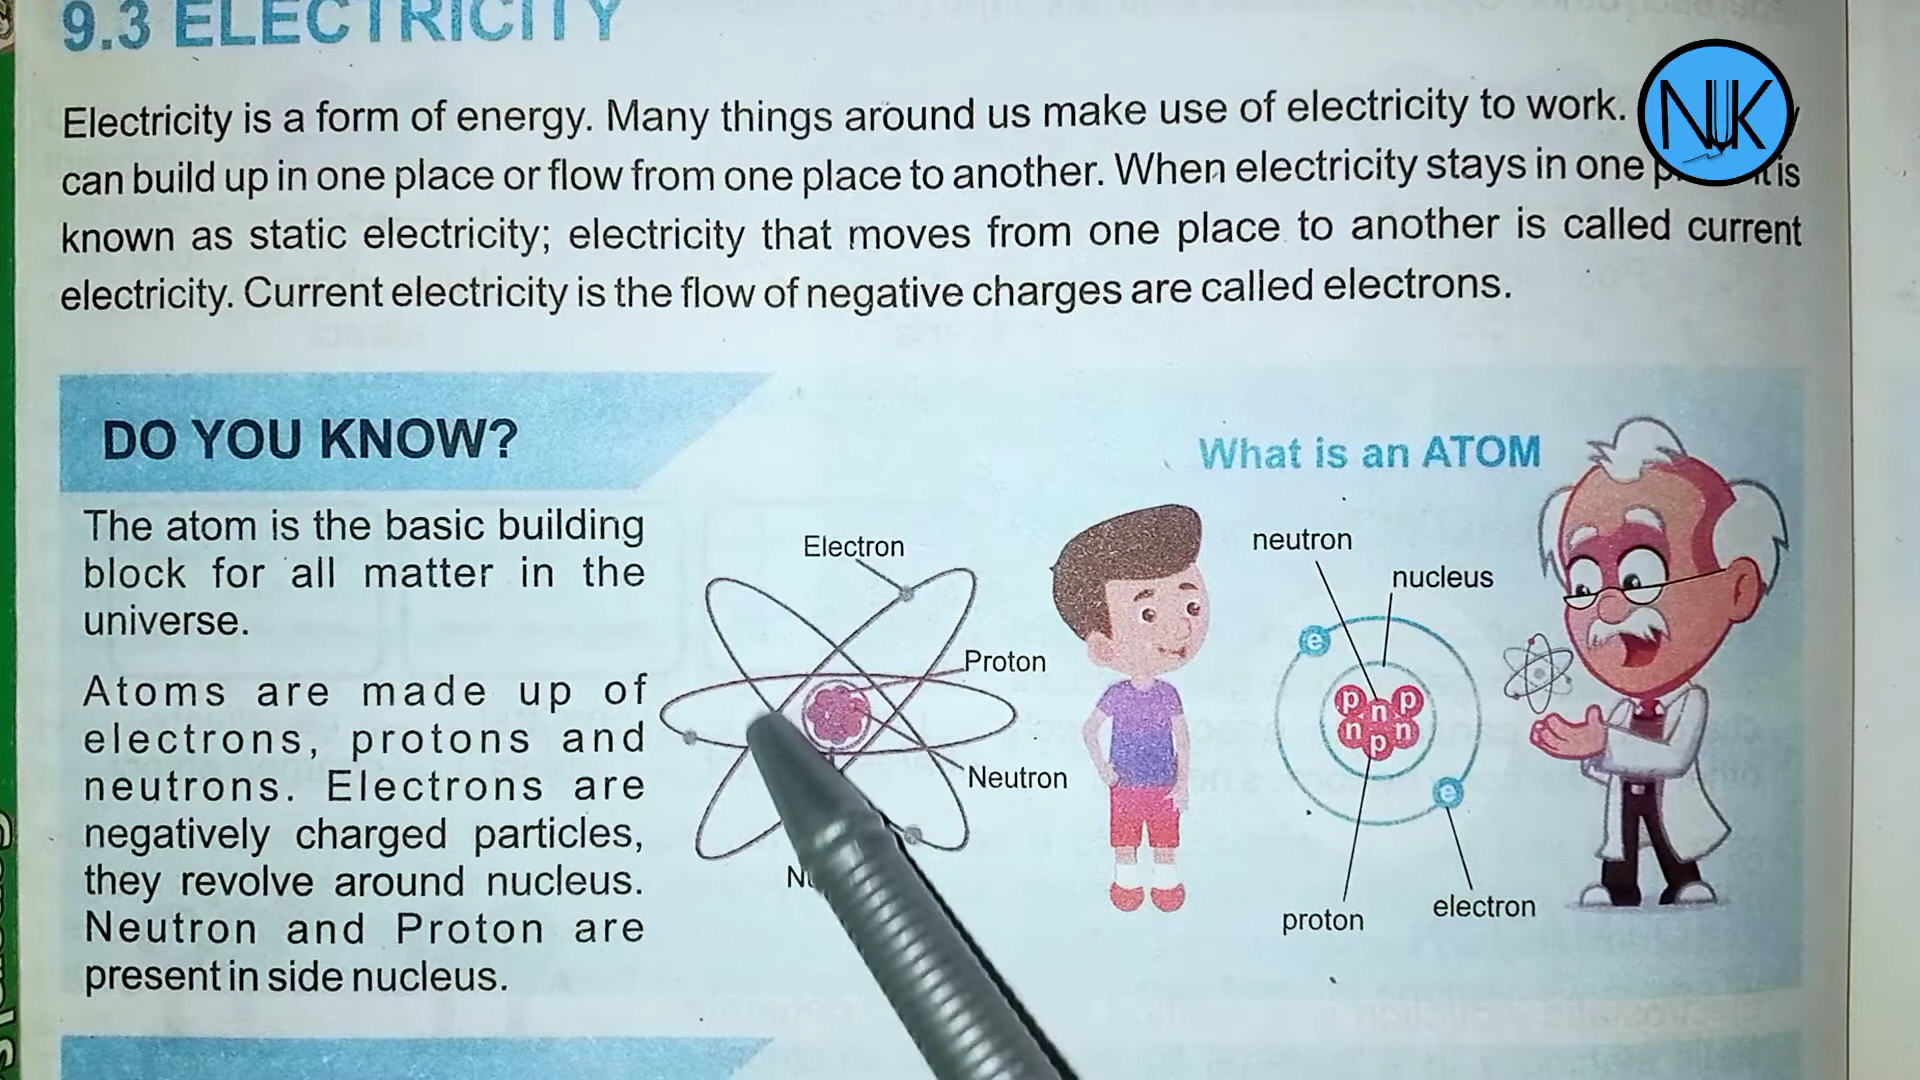 9.3 ELECTRICITY
NK
Electricity is a form of energy. Many things around us make use of electricity to work.
can build up in one place or flow from one place to another. When electricity stays in one it is
known as static electricity; electricity that moves from one place to another is called current
electricity. Current electricity is the flow of negative charges are called electrons.
DO YOU KNOW?
The atom is the basic building
block for all matter in the
universe.
Atoms are made up of
electrons, protons and
neutrons. Electrons are
negatively charged particles,
they revolve around nucleus.
Neutron and Proton are
present in side nucleus.
Electron
Proton
Neutron
What is an ATOM
neutron
nucleus
e
p n p
n p n
e
proton
electron